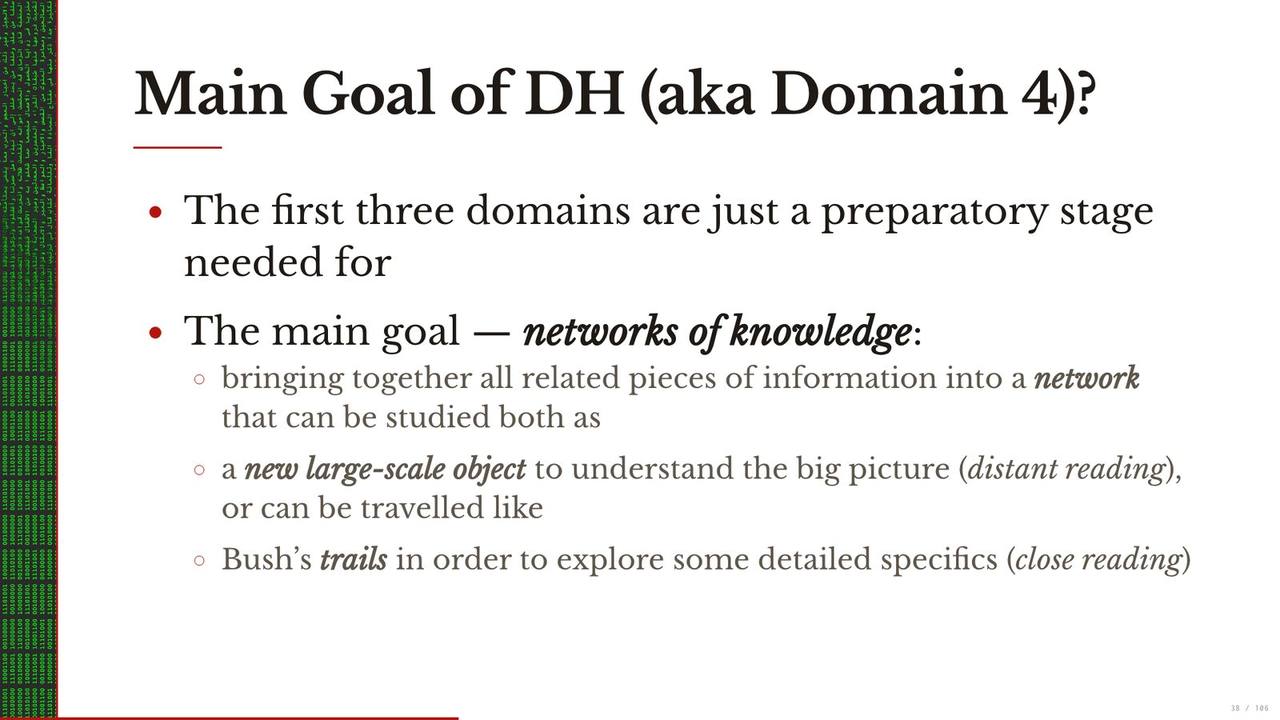 Main Goal of DH (aka Domain 4)?
The first three domains are just a preparatory stage
needed for
The main goal — networks of knowledge:
bringing together all related pieces of information into a network
that can be studied both as
a new large-scale object to understand the big picture (distant reading),
or can be travelled like
Bush’s trails in order to explore some detailed specifics (close reading)
38 / 106